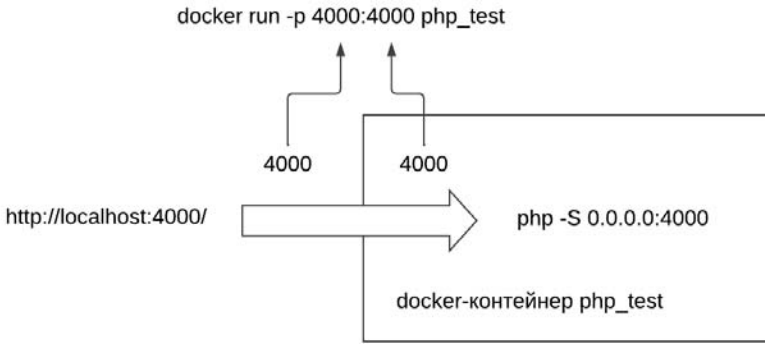 docker run -p 4000:4000 php_test
4000
4000
http://localhost:4000/
php -S 0.0.0.0:4000
docker-контейнер php_test